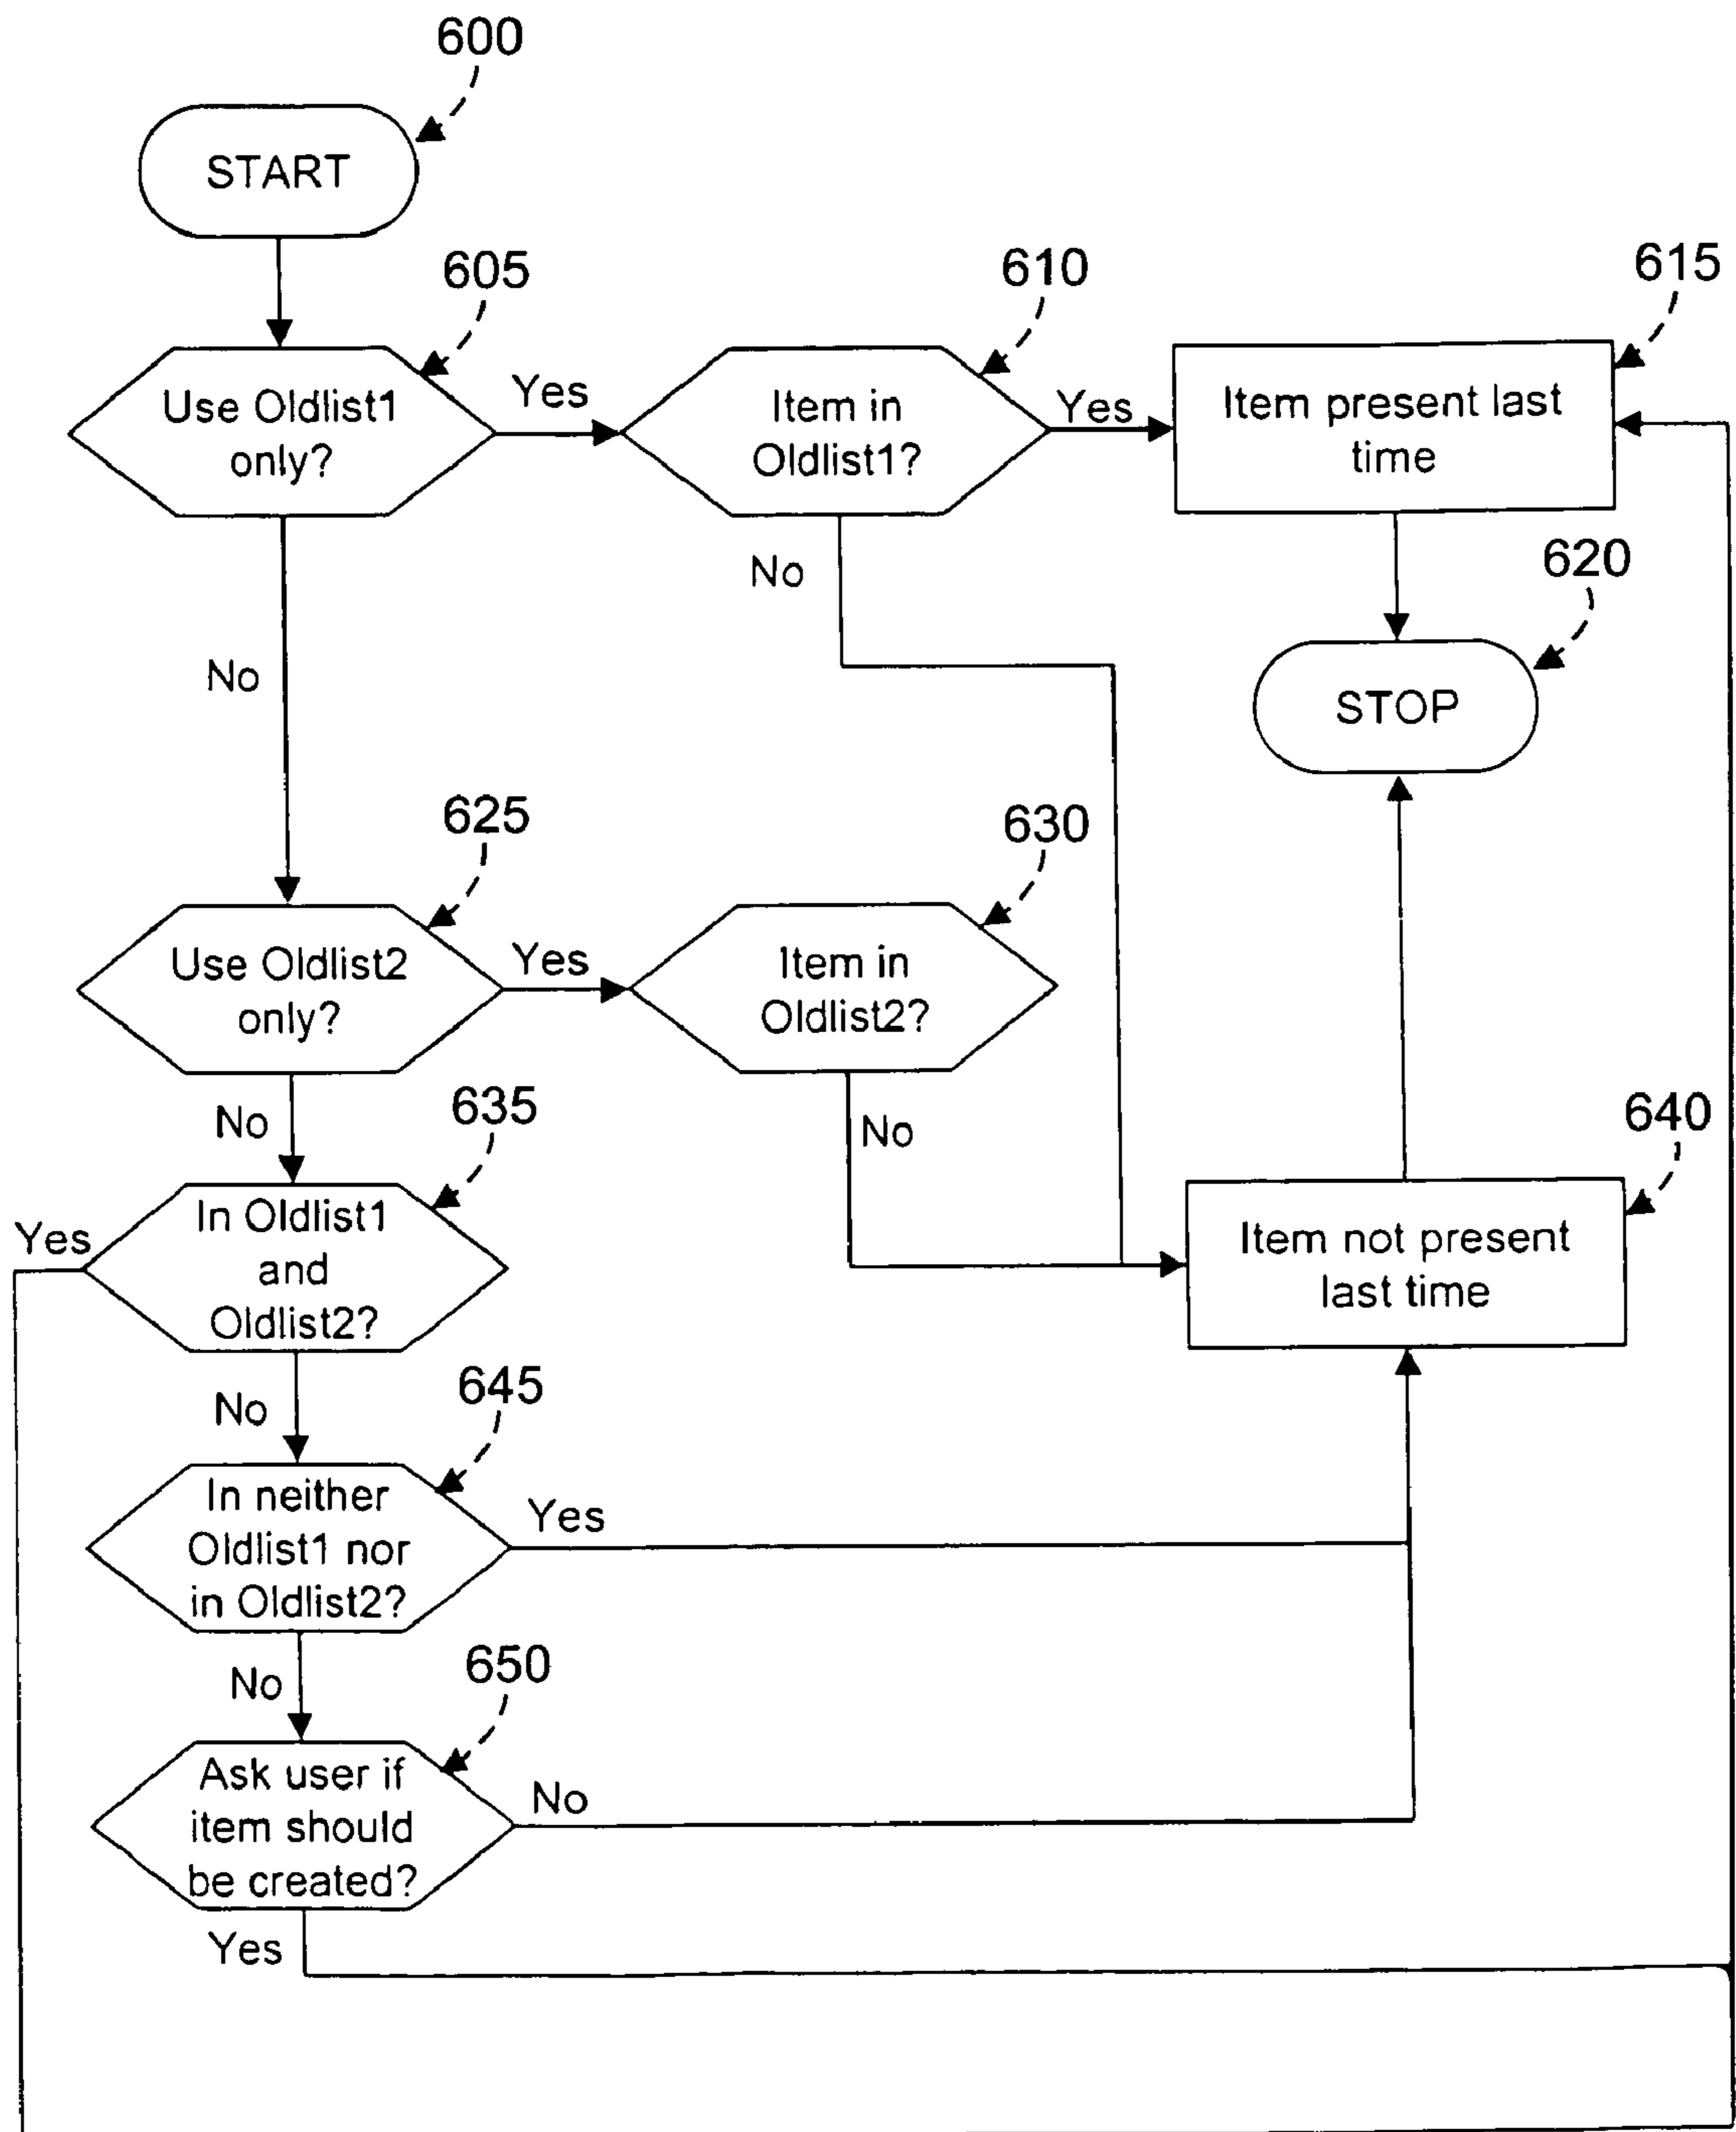 600
START
605
610
615
Use Oldlist1
only?
Yes
Item in
Oldlist1?
Yes
Item present last
time
No
620
No
STOP
625
630
Use Oldlist2
only?
Yes
Item in
Oldlist2?
No
635
No
640
Yes
In Oldlist1
and
Oldlist2?
Item not present
last time
No
645
In neither
Oldlist1 nor
in Oldlist2?
Yes
No
650
Ask user if
item should
be created?
No
Yes